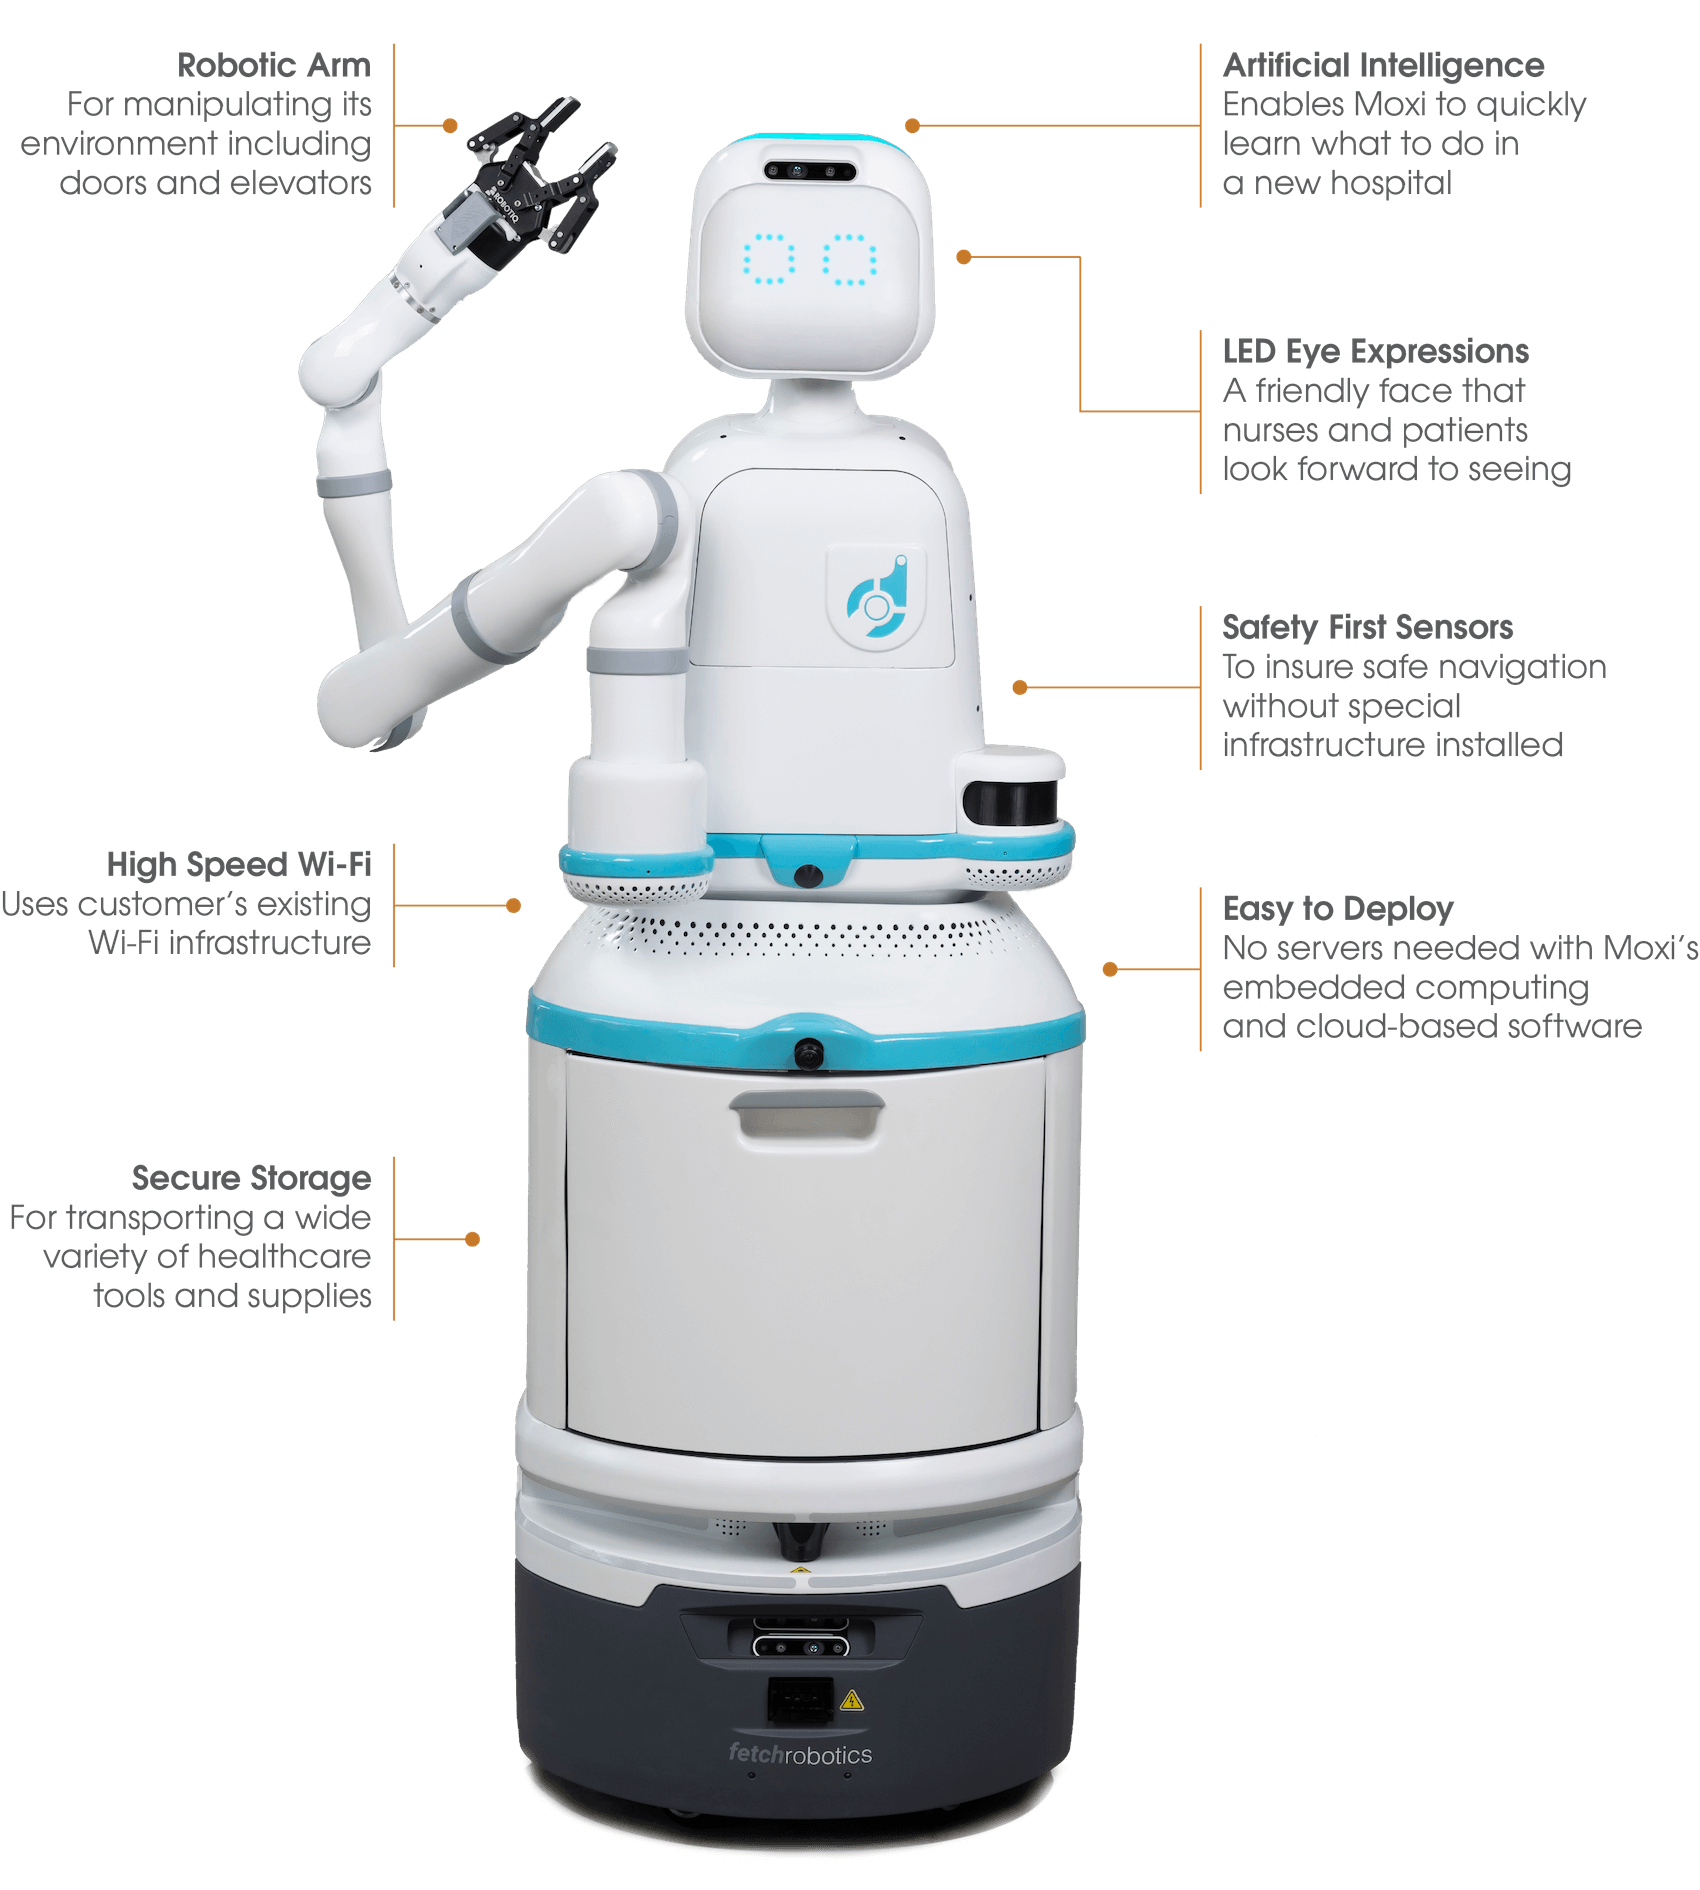 Robotic Arm
For manipulating its
environment including
doors and elevators
Artificial Intelligence
Enables Moxi to quickly
learn what to do in
a new hospital
ROBOTIQ
LED Eye Expressions
A friendly face that
nurses and patients
look forward to seeing
Safety First Sensors
To insure safe navigation
without special
infrastructure installed
High Speed Wi-Fi
Uses customer’s existing
Wi-Fi infrastructure
Easy to Deploy
No servers needed with Moxi’s
embedded computing
and cloud-based software
Secure Storage
For transporting a wide
variety of healthcare
tools and supplies
fetchrobotics